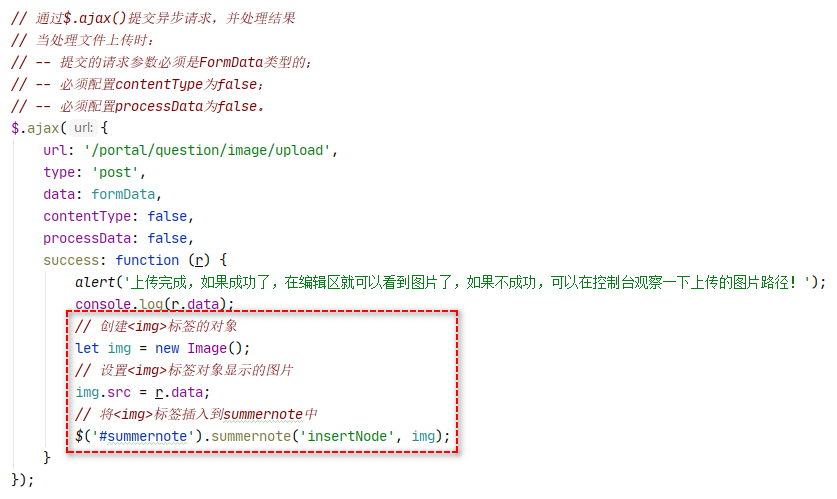 // 通过$.ajax()提交异步请求，并处理结果
// 当处理文件上传时：
// -- 提交的请求参数必须是FormData类型的；
// -- 必须配置contentType为false；
// -- 必须配置processData为false。
$.ajax( url: {
url: '/portal/question/image/upload',
type: 'post',
data: formData,
contentType: false,
processData: false,
success: function (r) {
alert('上传完成，如果成功了，在编辑区就可以看到图片了，如果不成功，可以在控制台观察一下上传的图片路径！');
console.log(r.data);
// 创建<img>标签的对象
let img = new Image();
// 设置<img>标签对象显示的图片
img.src = r.data;
// 将<img>标签插入到summernote中
$('#summernote').summernote('insertNode', img);
}
});